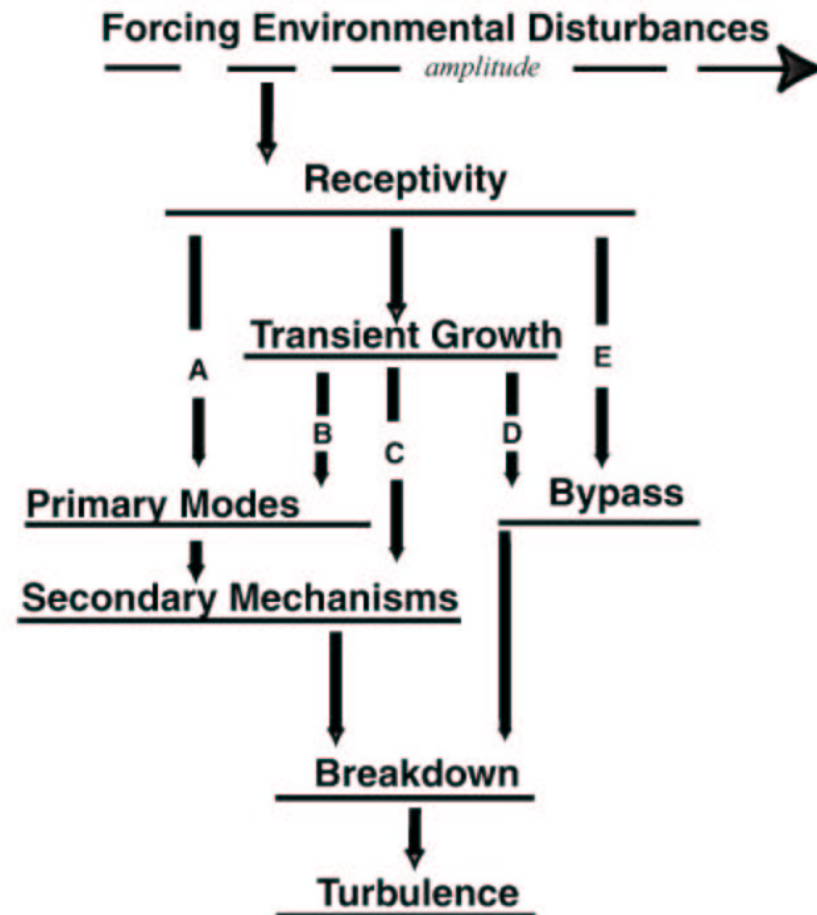 Forcing Environmental Disturbances
amplitude
Receptivity
Transient Growth
A
E
B
D
C
Primary Modes
Bypass
Secondary Mechanisms
Breakdown
Turbulence